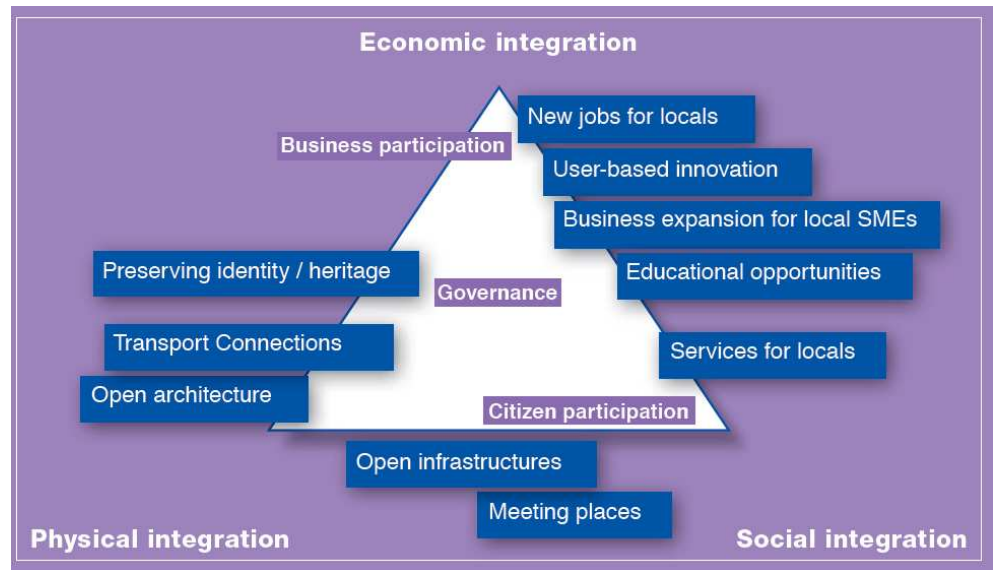 Economic integration
New jobs for locals
Business participation
User-based innovation
Business expansion for local SMEs
Preserving identity / heritage
Educational opportunities
Governance
Transport Connections
Services for locals
Open architecture
Citizen participation
Open infrastructures
Meeting places
Physical integration
Social integration